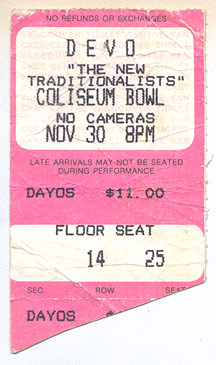 NO REFUNDS OR EXCHANGES
DEVO
"THE NEW
TRADITIONALISTS"
COLISEUM BOWL
NO CAMERAS
NOV 30 8PM
LATE ARRIVALS MAY NOT BE SEATED
DURING PERFORMANCE
DAYOS $11.00
FLOOR SEAT
14 25
SEC ROW SEAT
DAYOS $